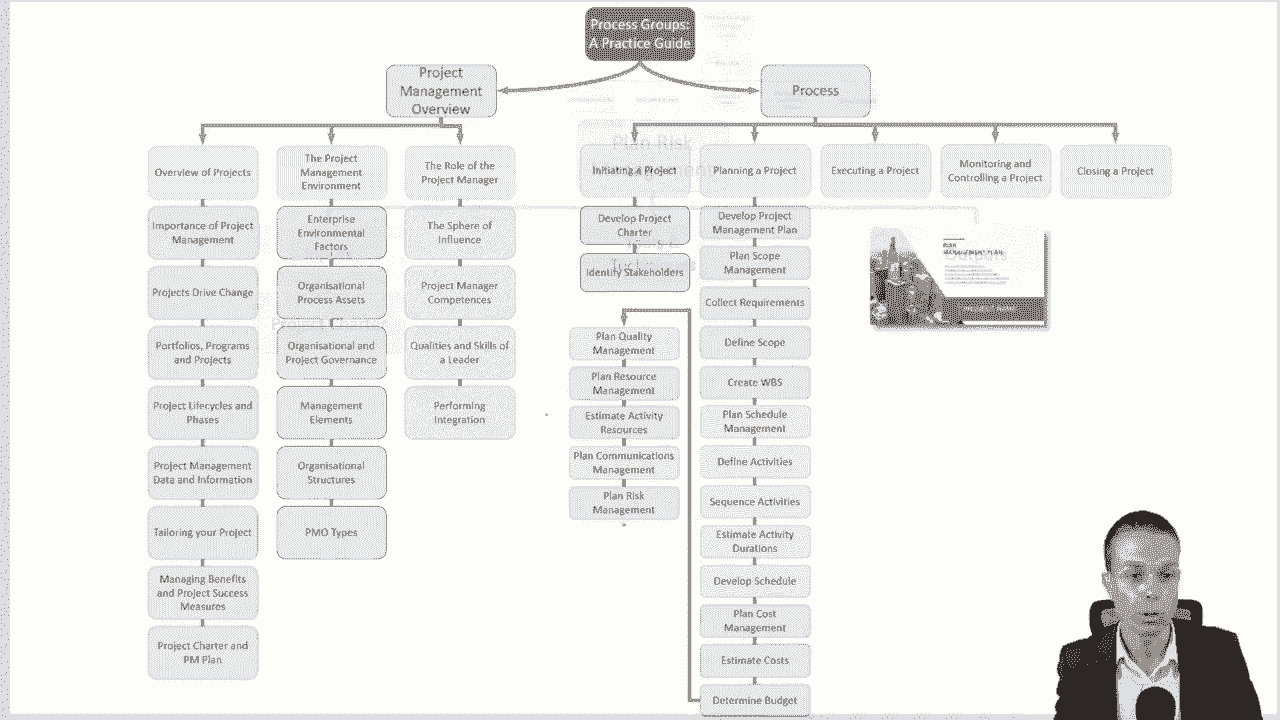 Process Groups:
A Practice Guide
Project
Management
Overview
Process
Overview of Projects
The Project
Management
Environment
The Role of the
Project Manager
Initiating a Project
Planning a Project
Executing a Project
Monitoring and
Controlling a Project
Closing a Project
Importance of Project
Management
Projects Drive Change
Portfolios, Programs
and Projects
Project Lifecycles and
Phases
Project Management
Data and Information
Tailoring your Project
Managing Benefits
and Project Success
Measures
Project Charter and
PM Plan
Enterprise
Environmental
Factors
Organisational
Process Assets
and
Project Governance
Management
Elements
Organisational
Structures
PMO Types
The Sphere of
Influence
Project Manager
Competences
Qualities and Skills of
a Leader
Performing
Integration
Develop Project
Charter
Identify Stakeholders
Develop Project
Management Plan
Plan Scope
Management
Collect Requirements
Define Scope
Create WBS
Plan Schedule
Management
Define Activities
Sequence Activities
Estimate Activity
Durations
Develop Schedule
Plan Cost
Management
Estimate Costs
Determine Budget
Plan Quality
Management
Plan Resource
Management
Estimate Activity
Resources
Plan Communications
Management
Plan Risk
Management
Plan Risk
Outputs
RISK
MANAGEMENT PLAN